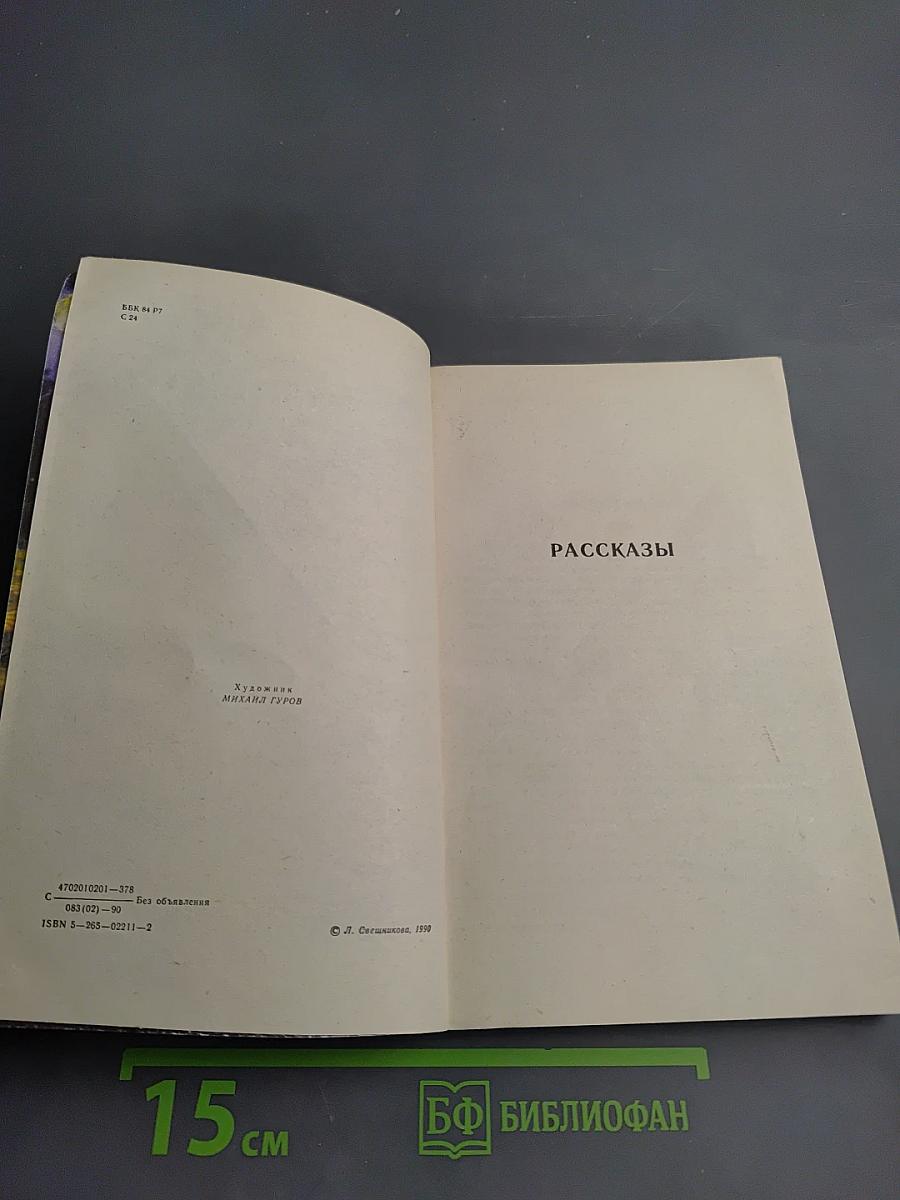 ББК 84 Р7
С 24
Художник
МИХАИЛ ГУРОВ
4702010201—378
С ——— Без объявления
083(02)—90
ISBN 5—265—02211—2
© Л. Свешникова, 1990
РАССКАЗЫ
15 см
БФ БИБЛИОФАН